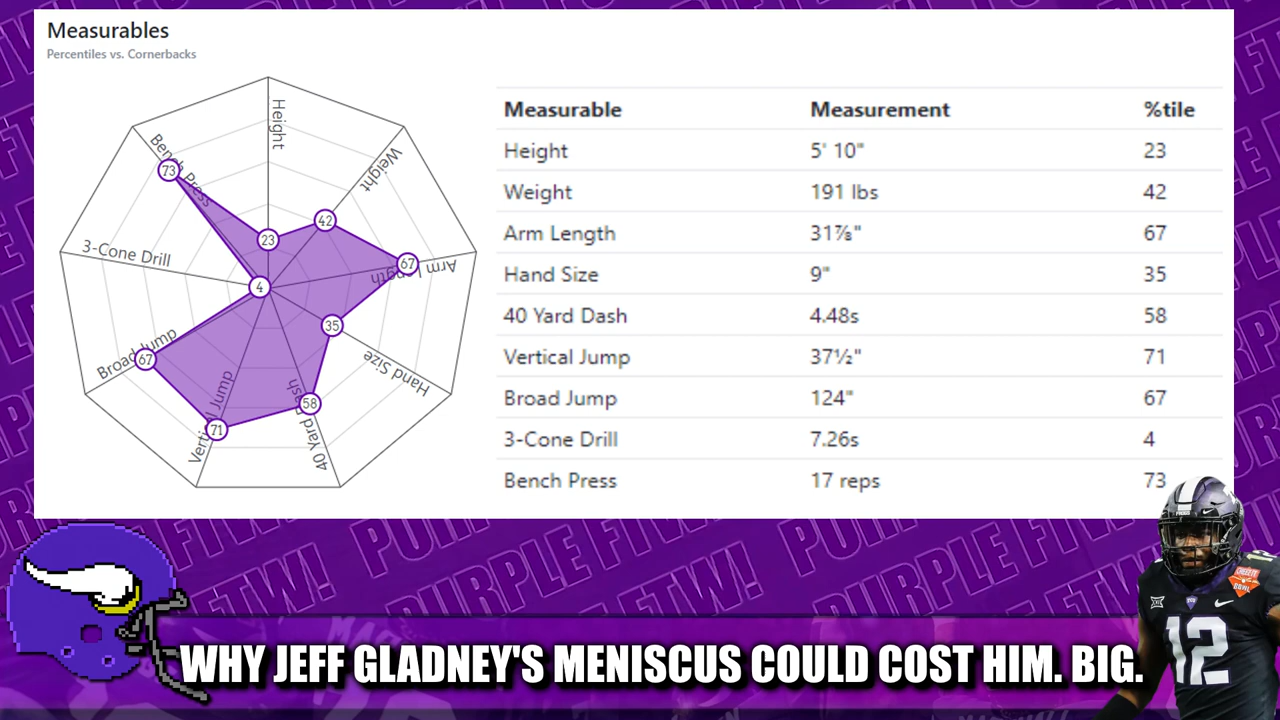 Measurables
Percentiles vs. Cornerbacks
Height
Weight
Arm Length
Hand Size
40 Yard Dash
Vertical Jump
Broad Jump
3-Cone Drill
Bench Press
23
42
67
35
58
71
67
4
73
Measurable Measurement %tile
Height 5' 10" 23
Weight 191 lbs 42
Arm Length 31⅞" 67
Hand Size 9" 35
40 Yard Dash 4.48s 58
Vertical Jump 37½" 71
Broad Jump 124" 67
3-Cone Drill 7.26s 4
Bench Press 17 reps 73
PURPLE FTW!
WHY JEFF GLADNEY'S MENISCUS COULD COST HIM. BIG.
12